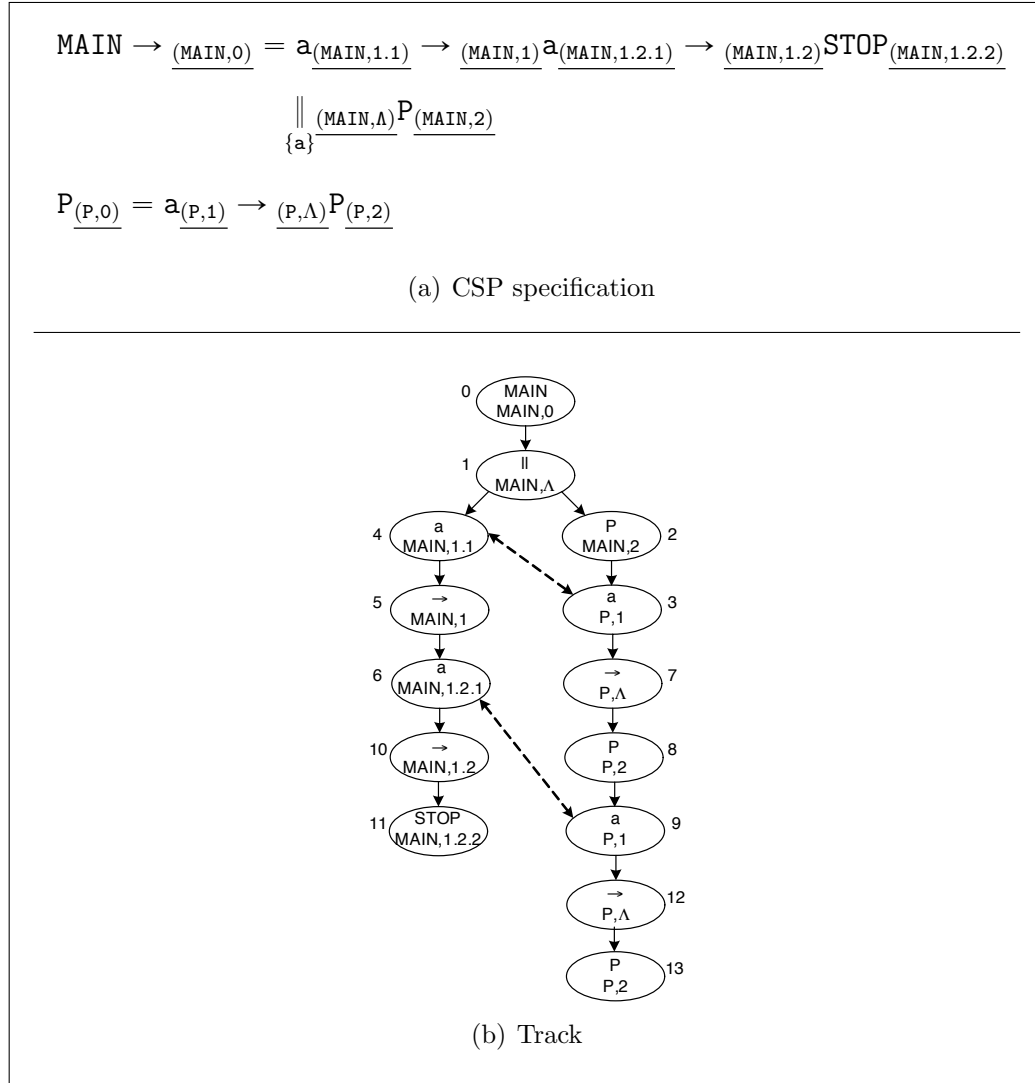 MAIN → (MAIN,0) = a(MAIN,1.1) → (MAIN,1)a(MAIN,1.2.1) → (MAIN,1.2)STOP(MAIN,1.2.2)
‖{a}(MAIN,Λ)P(MAIN,2)
P(P,0) = a(P,1) → (P,Λ)P(P,2)
(a) CSP specification
0
MAIN
MAIN,0
1
||
MAIN,Λ
4
a
MAIN,1.1
P
MAIN,2
2
5
→
MAIN,1
a
P,1
3
6
a
MAIN,1.2.1
→
P,Λ
7
10
→
MAIN,1.2
P
P,2
8
11
STOP
MAIN,1.2.2
a
P,1
9
→
P,Λ
12
P
P,2
13
(b) Track